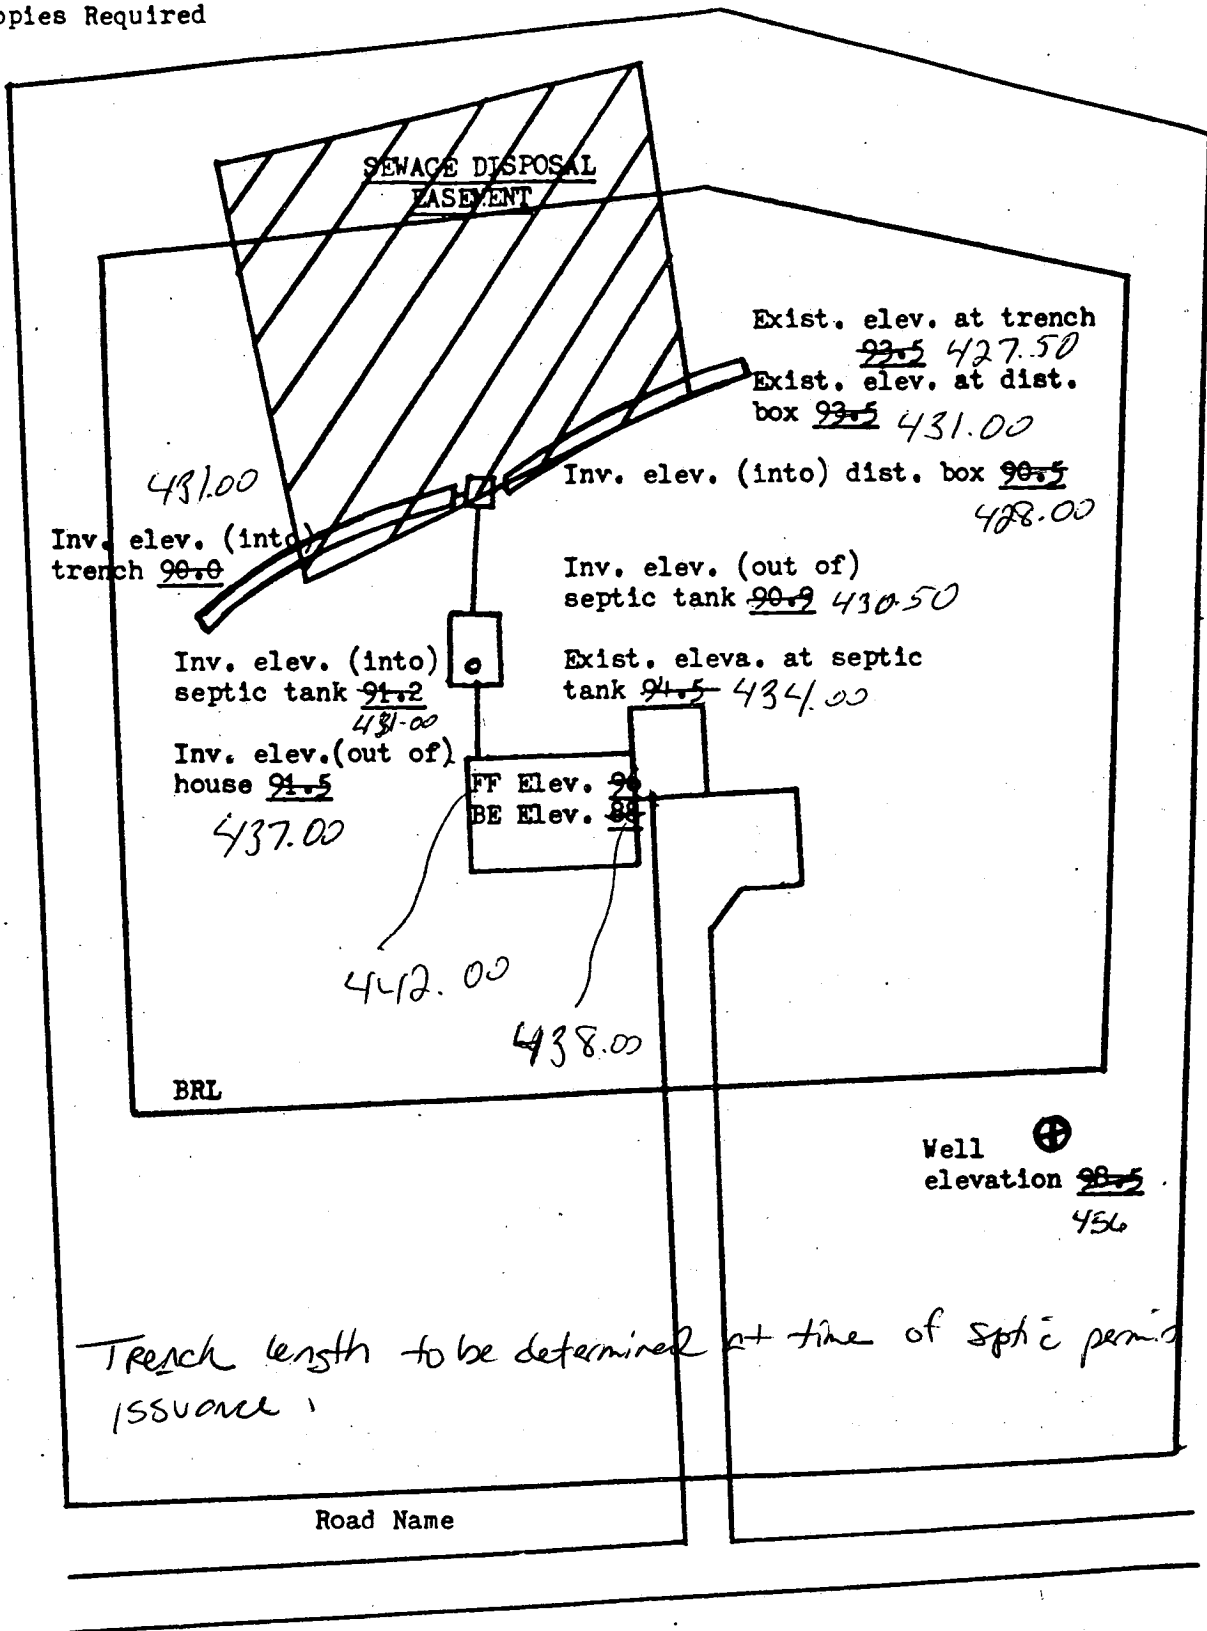 opies Required
SEWAGE DISPOSAL
EASEMENT
Exist. elev. at trench
93.5 427.50
Exist. elev. at dist.
box 93.5 431.00
431.00
Inv. elev. (into) dist. box 90.5
428.00
Inv. elev. (into)
trench 90.0
Inv. elev. (out of)
septic tank 90.9 430.50
Inv. elev. (into)
septic tank 91.2
431.00
Exist. eleva. at septic
tank 94.5 434.00
Inv. elev.(out of)
house 91.5
437.00
FF Elev. 96
BE Elev. 88
442.00
438.00
BRL
Well
elevation 98.5
456
Trench length to be determined at time of sptic permi
issuance.
Road Name